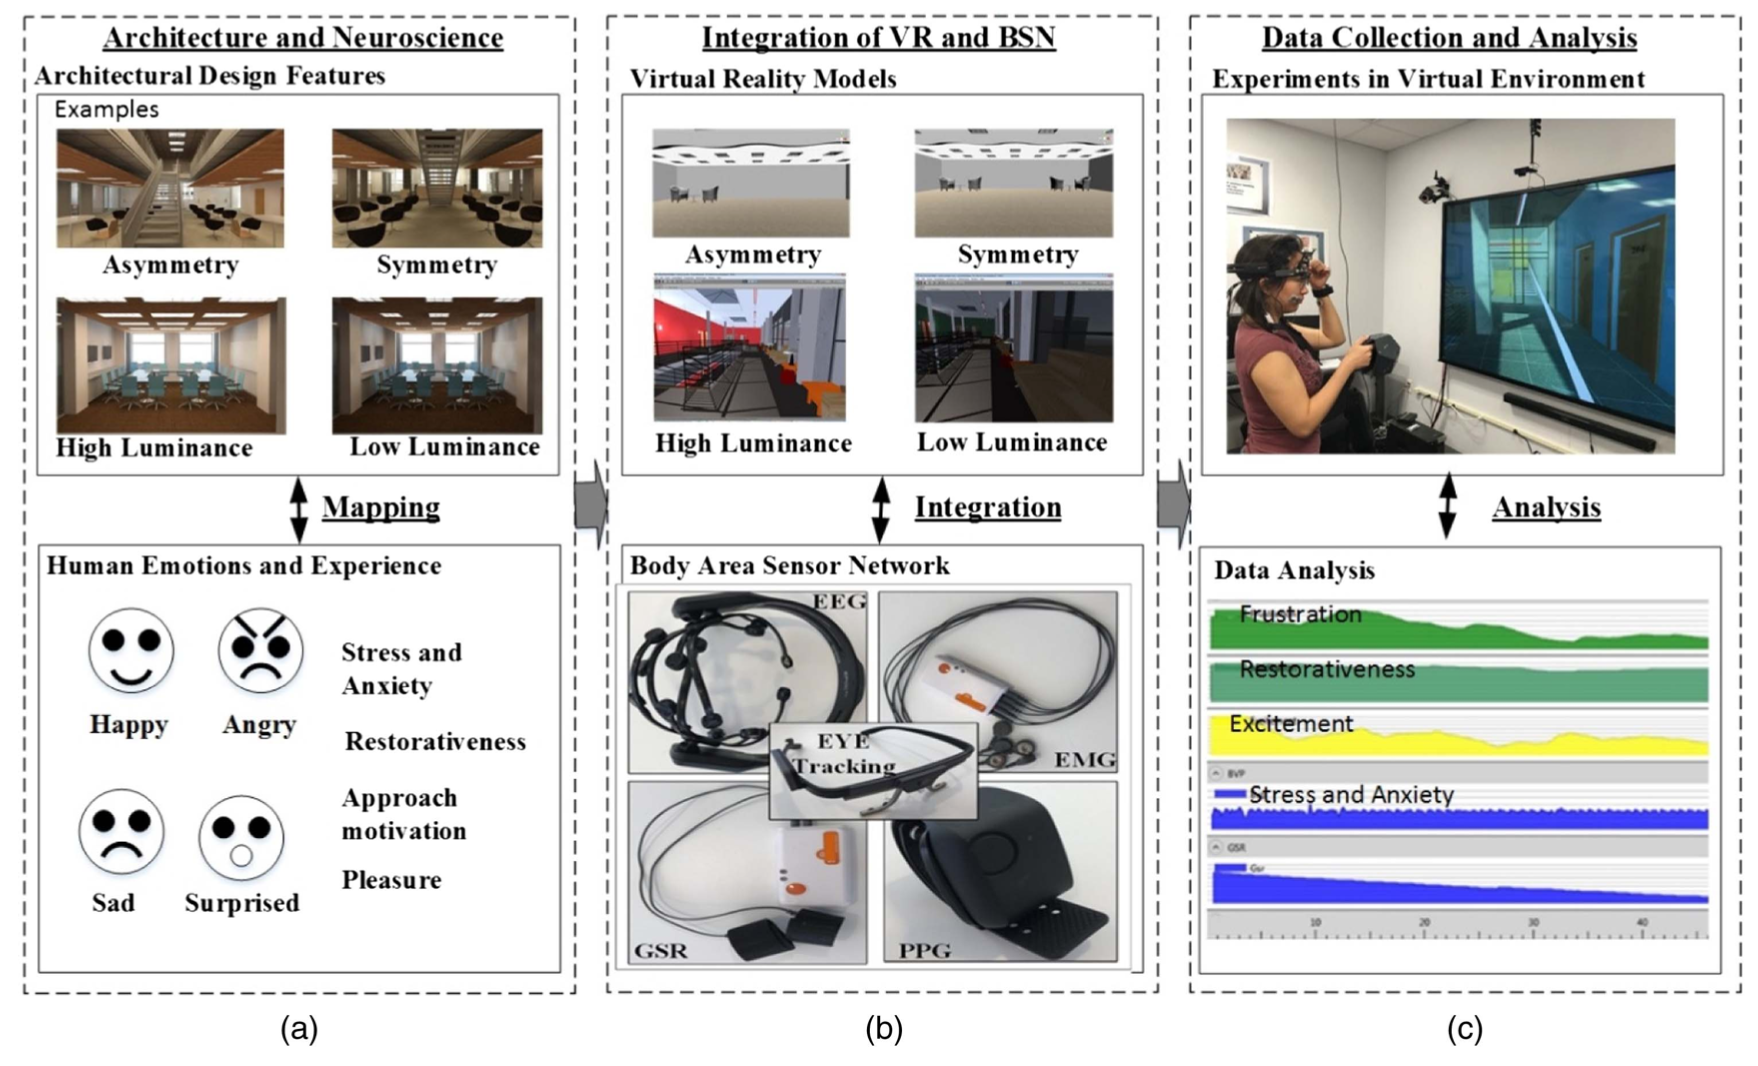 Architecture and Neuroscience
Architectural Design Features
Examples
Asymmetry
Symmetry
High Luminance
Low Luminance
Mapping
Human Emotions and Experience
Happy
Angry
Sad
Surprised
Stress and
Anxiety
Restorativeness
Approach
motivation
Pleasure
(a)
Integration of VR and BSN
Virtual Reality Models
Asymmetry
Symmetry
High Luminance
Low Luminance
Integration
Body Area Sensor Network
EEG
EMG
EYE
Tracking
GSR
PPG
(b)
Data Collection and Analysis
Experiments in Virtual Environment
Analysis
Data Analysis
Frustration
Restorativeness
Excitement
BVP
Stress and Anxiety
GSR
Gsr
10 20 30 40
(c)